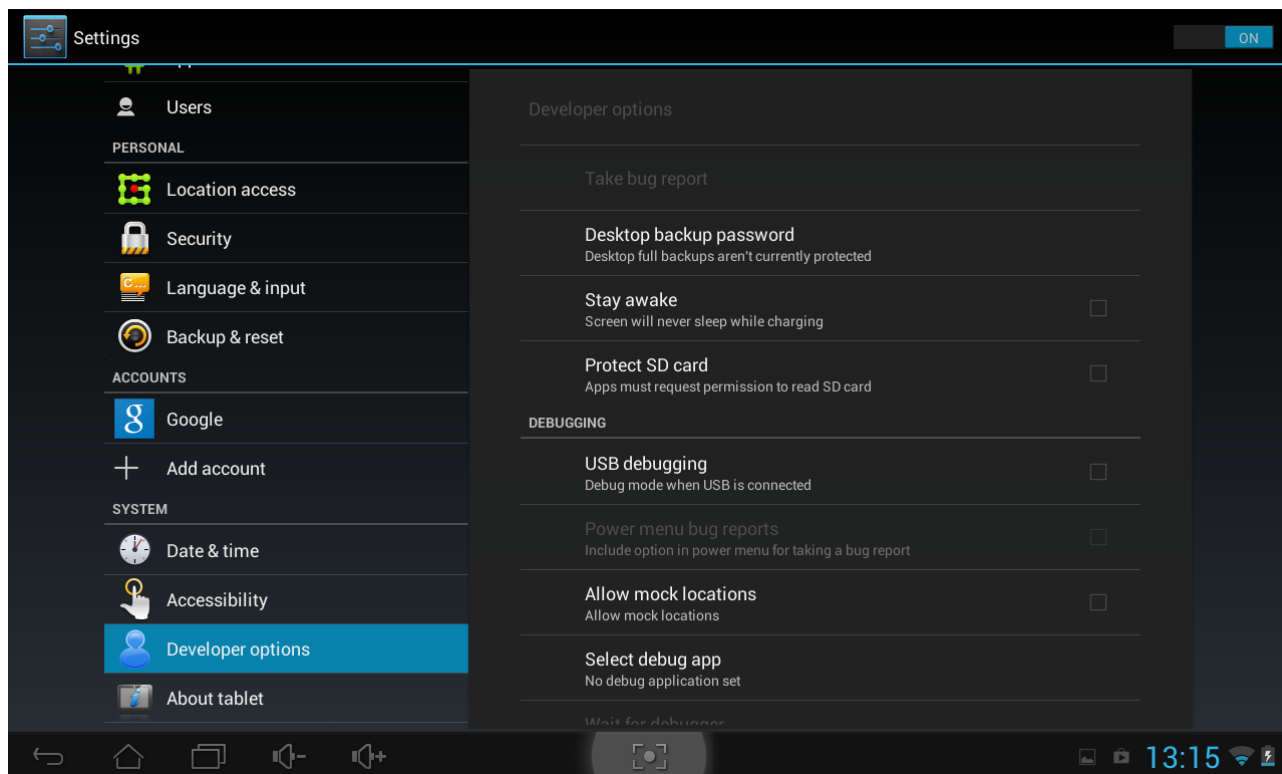 Settings
ON
Users
PERSONAL
Location access
Security
Language & input
Backup & reset
ACCOUNTS
Google
Add account
SYSTEM
Date & time
Accessibility
Developer options
About tablet
Developer options
Take bug report
Desktop backup password
Desktop full backups aren't currently protected
Stay awake
Screen will never sleep while charging
Protect SD card
Apps must request permission to read SD card
DEBUGGING
USB debugging
Debug mode when USB is connected
Power menu bug reports
Include option in power menu for taking a bug report
Allow mock locations
Allow mock locations
Select debug app
No debug application set
Wait for debugger
13:15